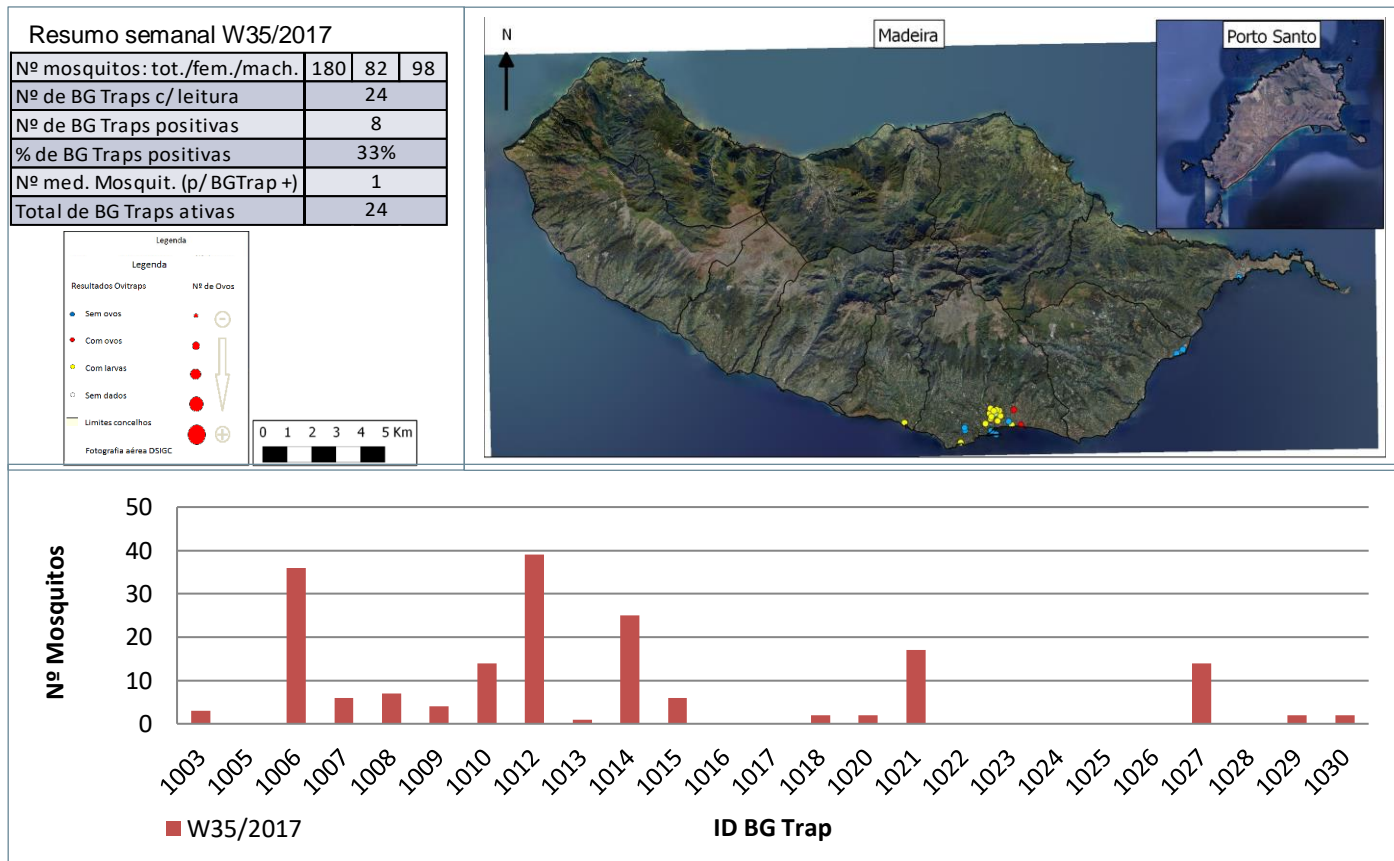 Resumo semanal W35/2017
Nº mosquitos: tot./fem./mach. 180 82 98
Nº de BG Traps c/ leitura 24
Nº de BG Traps positivas 8
% de BG Traps positivas 33%
Nº med. Mosquit. (p/ BGTrap +) 1
Total de BG Traps ativas 24
Legenda
Legenda
Resultados Ovitraps Nº de Ovos
Sem ovos
Com ovos
Com larvas
Sem dados
Limites concelhos
Fotografia aérea DSIGC
0 1 2 3 4 5 Km
N
Madeira
Porto Santo
Nº Mosquitos
50
40
30
20
10
0
1003 1005 1006 1007 1008 1009 1010 1012 1013 1014 1015 1016 1017 1018 1020 1021 1022 1023 1024 1025 1026 1027 1028 1029 1030
W35/2017
ID BG Trap